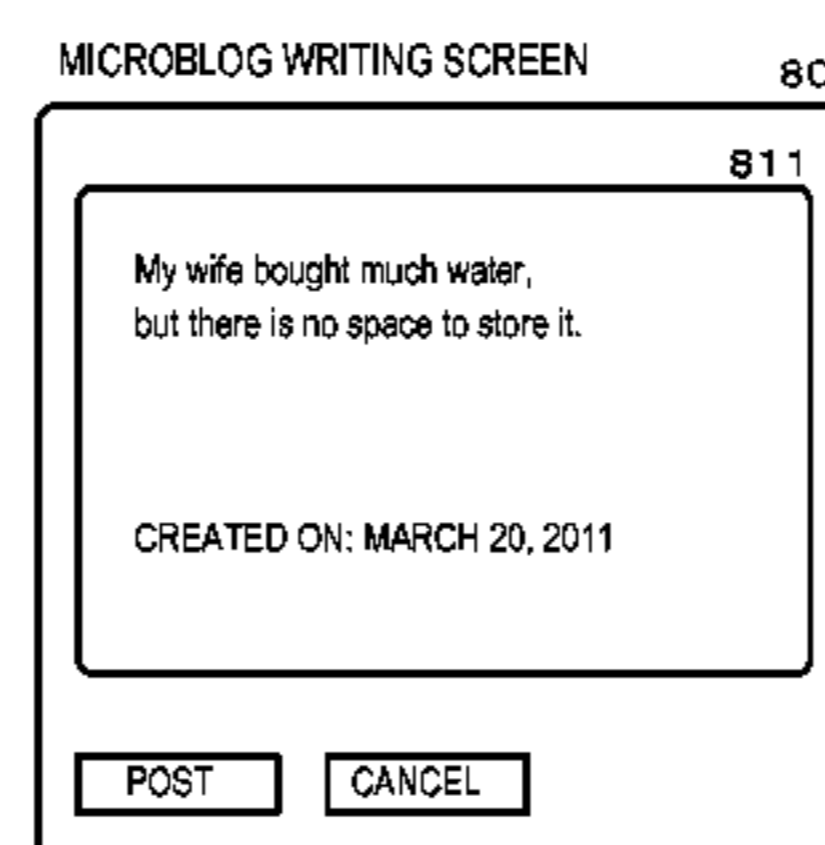 MICROBLOG WRITING SCREEN
811
My wife bought much water,
but there is no space to store it.
CREATED ON: MARCH 20, 2011
POST CANCEL